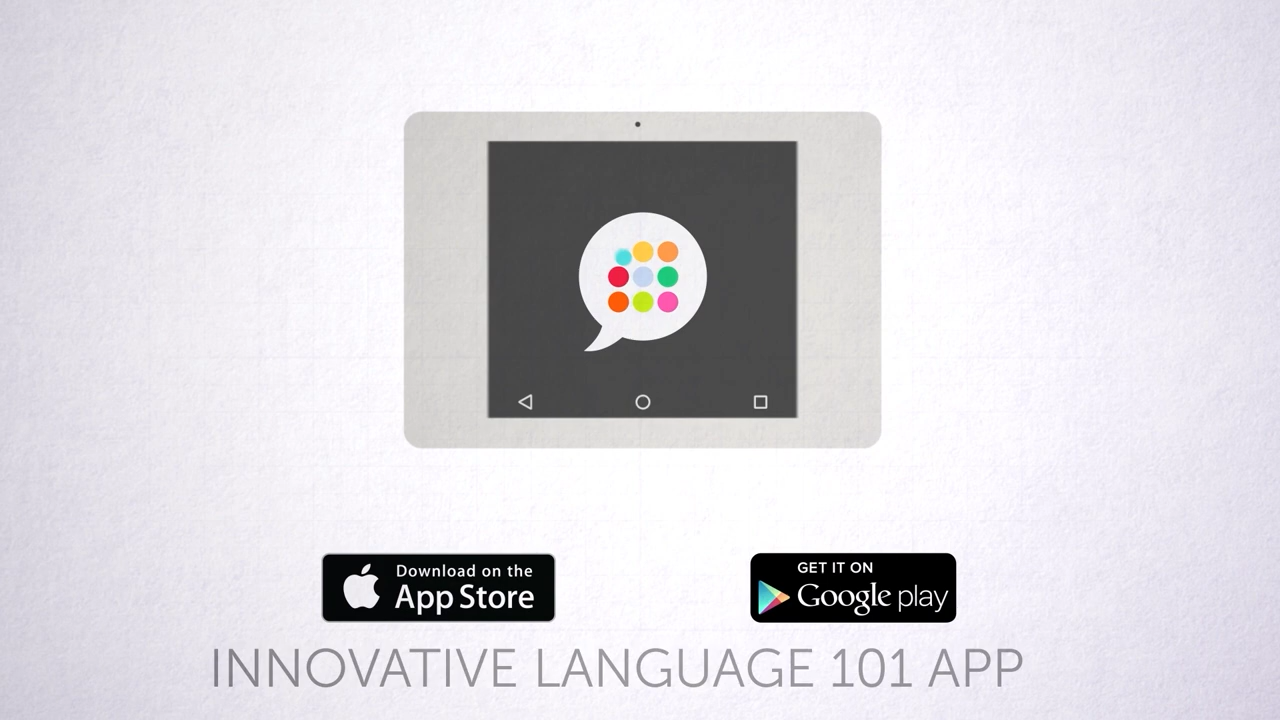 Download on the
App Store
GET IT ON
Google play
INNOVATIVE LANGUAGE 101 APP